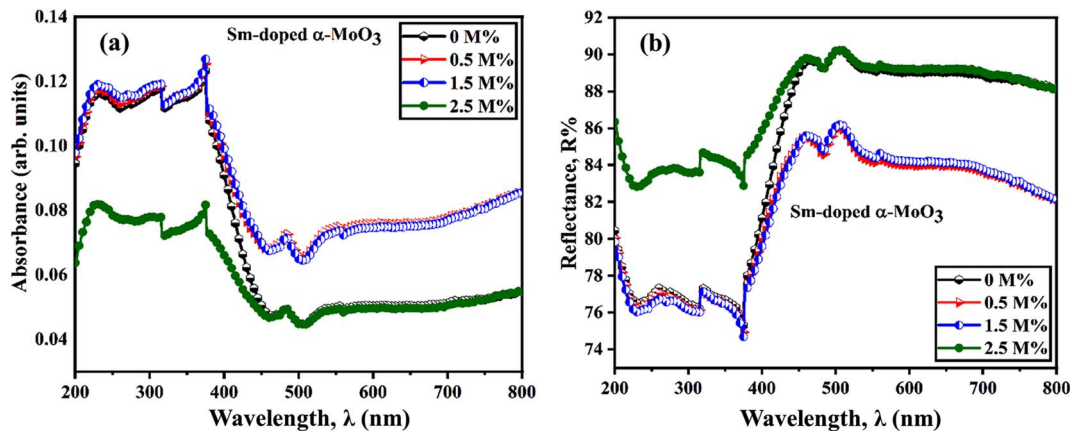 (a)
Sm-doped α-MoO3
0 M%
0.5 M%
1.5 M%
2.5 M%
0.14
0.12
0.10
0.08
0.06
0.04
Absorbance (arb. units)
200 300 400 500 600 700 800
Wavelength, λ (nm)
(b)
92
90
88
86
84
82
80
78
76
74
Reflectance, R%
Sm-doped α-MoO3
0 M%
0.5 M%
1.5 M%
2.5 M%
200 300 400 500 600 700 800
Wavelength, λ (nm)